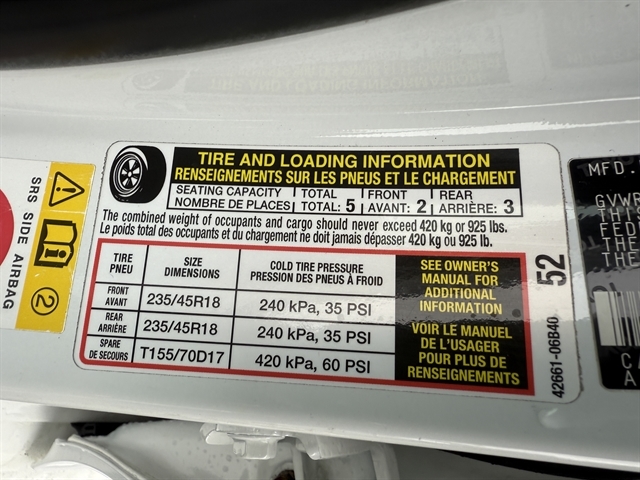 TIRE AND LOADING INFORMATION
RENSEIGNEMENTS SUR LES PNEUS ET LE CHARGEMENT
SEATING CAPACITY TOTAL FRONT REAR
NOMBRE DE PLACES TOTAL: 5 AVANT: 2 ARRIÈRE: 3
The combined weight of occupants and cargo should never exceed 420 kg or 925 lbs.
Le poids total des occupants et du chargement ne doit jamais dépasser 420 kg ou 925 lb.
TIRE SIZE COLD TIRE PRESSURE
PNEU DIMENSIONS PRESSION DES PNEUS À FROID
FRONT
AVANT 235/45R18 240 kPa, 35 PSI
REAR
ARRIÈRE 235/45R18 240 kPa, 35 PSI
SPARE
DE SECOURS T155/70D17 420 kPa, 60 PSI
SEE OWNER'S
MANUAL FOR
ADDITIONAL
INFORMATION
VOIR LE MANUEL
DE L'USAGER
POUR PLUS DE
RENSEIGNEMENTS
52
42661-06B40
SRS SIDE AIRBAG
2
MFD.
GVWR
THI
FEDE
THE
THE